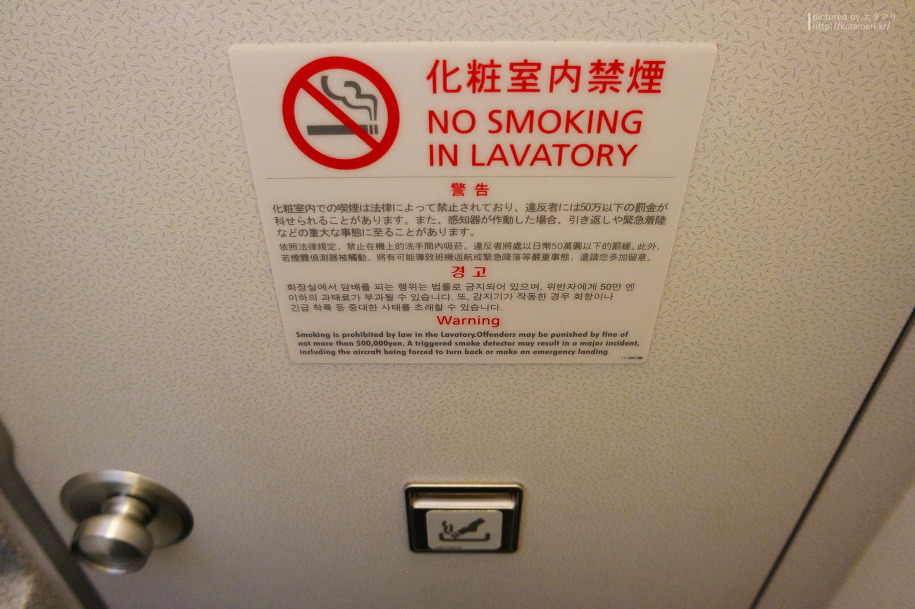 pictured by カタマリ
http://katameri.kr/
化粧室内禁煙
NO SMOKING
IN LAVATORY
警告
化粧室内での喫煙は法律によって禁止されており、違反者には50万以下の罰金が
科せられることがあります。また、感知器が作動した場合、引き返しや緊急着陸
などの重大な事態に至ることがあります。
依照法律規定，禁止在機上的洗手間內吸菸。違反者將處以日幣50萬圓以下的罰緩。此外，
若煙霧偵測器被觸動，將有可能導致班機返航或緊急降落等嚴重事態，還請您多加留意。
경고
화장실에서 담배를 피는 행위는 법률로 금지되어 있으며, 위반자에게 50만 엔
이하의 과태료가 부과될 수 있습니다. 또, 감지기가 작동한 경우 회항이나
긴급 착륙 등 중대한 사태를 초래할 수 있습니다.
Warning
Smoking is prohibited by law in the Lavatory.Offenders may be punished by fine of
not more than 500,000yen. A triggered smoke detector may result in a major incident,
including the aircraft being forced to turn back or make an emergency landing